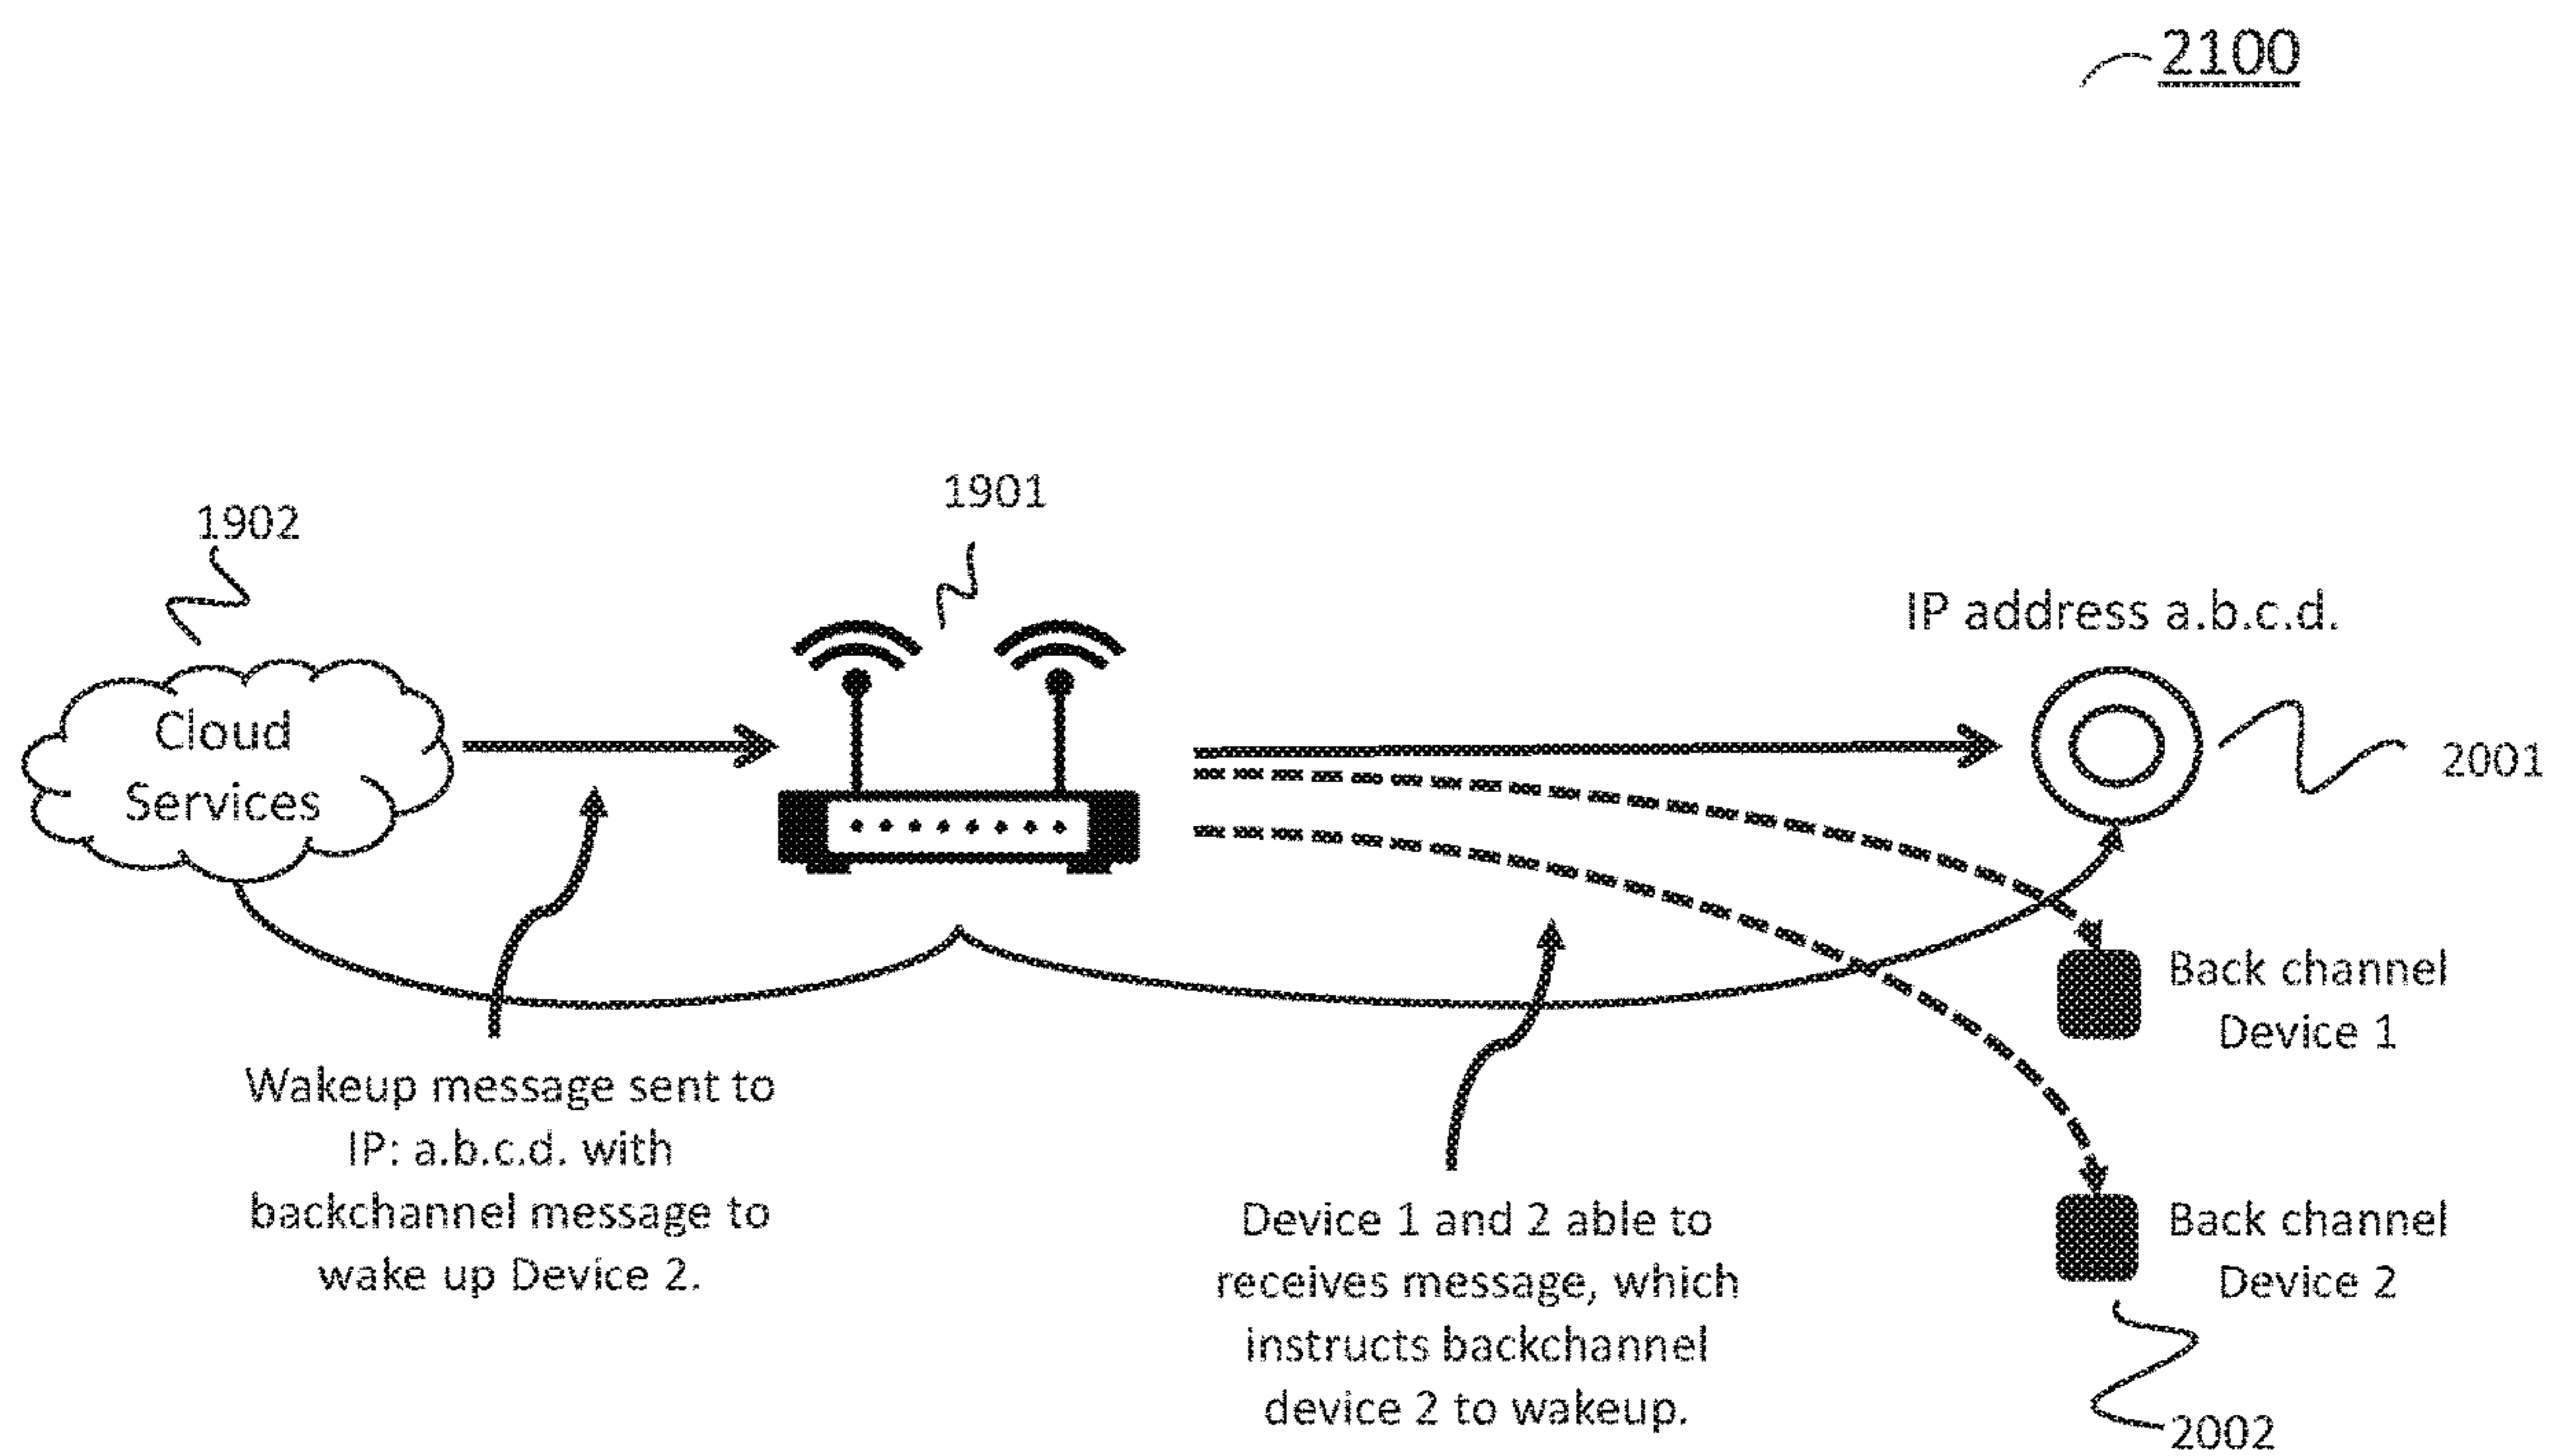 2100
1902
1901
IP address a.b.c.d.
Cloud
Services
2001
Back channel
Device 1
Wakeup message sent to
IP: a.b.c.d. with
backchannel message to
wake up Device 2.
Device 1 and 2 able to
receives message, which
instructs backchannel
device 2 to wakeup.
Back channel
Device 2
2002